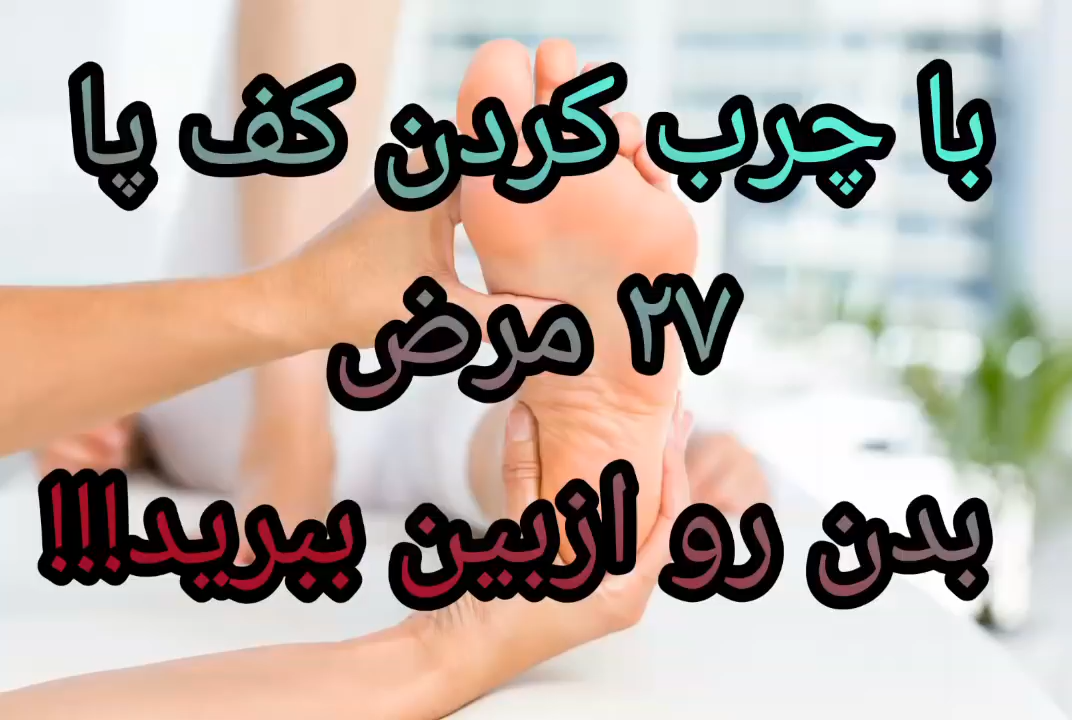 با چرب کردن کف پا
۲۷ مرض
بدن رو ازبین ببرید!!!